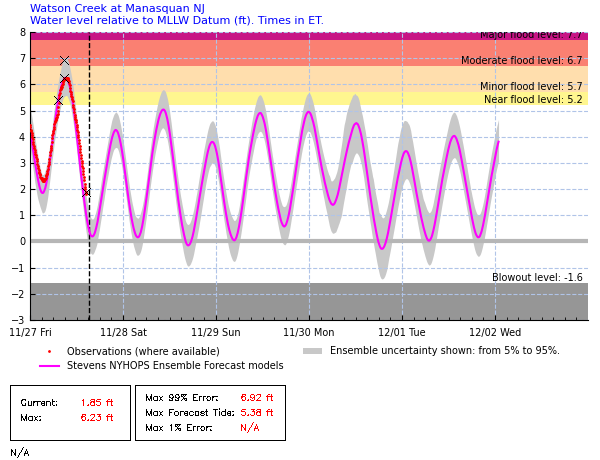 Watson Creek at Manasquan NJ
Water level relative to MLLW Datum (ft). Times in ET.
8
7
6
5
4
3
2
1
0
−1
−2
−3
Major flood level: 7.7
Moderate flood level: 6.7
Minor flood level: 5.7
Near flood level: 5.2
Blowout level: -1.6
11/27 Fri
11/28 Sat
11/29 Sun
11/30 Mon
12/01 Tue
12/02 Wed
Observations (where available)
Stevens NYHOPS Ensemble Forecast models
Ensemble uncertainty shown: from 5% to 95%.
Current: 1.85 ft
Max: 6.23 ft
Max 99% Error: 6.92 ft
Max Forecast Tide: 5.38 ft
Max 1% Error: N/A
N/A